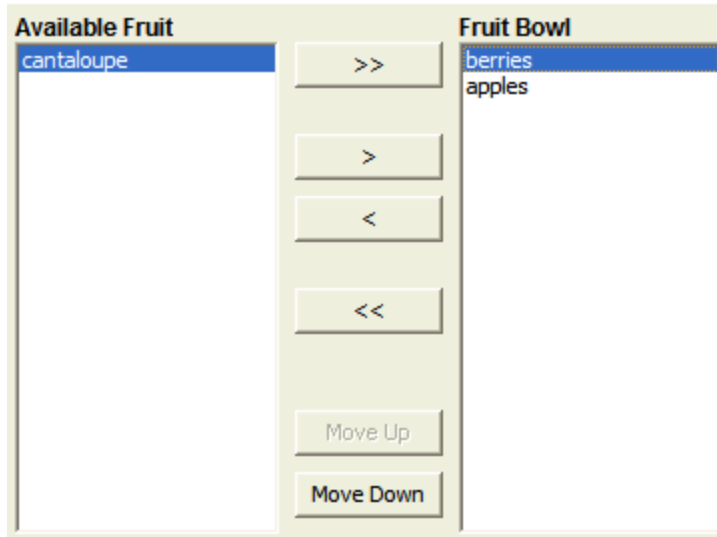 Available Fruit
cantaloupe
>>
>
<
<<
Move Up
Move Down
Fruit Bowl
berries
apples